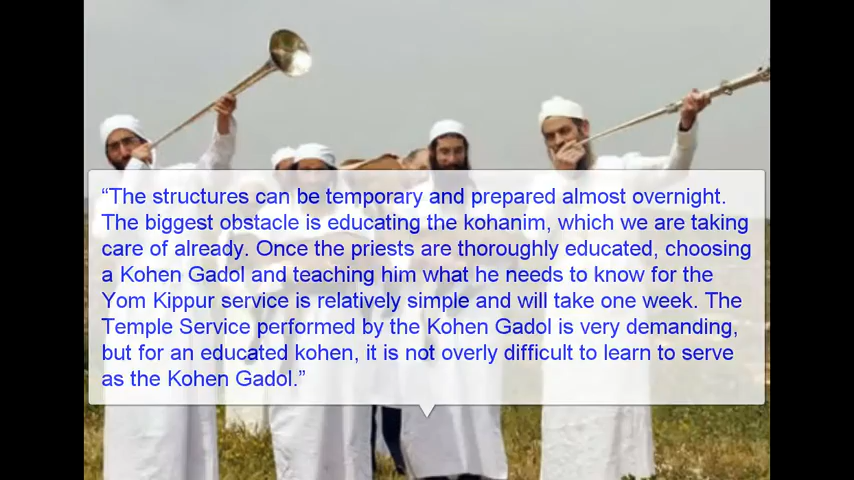 “The structures can be temporary and prepared almost overnight.
The biggest obstacle is educating the kohanim, which we are taking
care of already. Once the priests are thoroughly educated, choosing
a Kohen Gadol and teaching him what he needs to know for the
Yom Kippur service is relatively simple and will take one week. The
Temple Service performed by the Kohen Gadol is very demanding,
but for an educated kohen, it is not overly difficult to learn to serve
as the Kohen Gadol.”